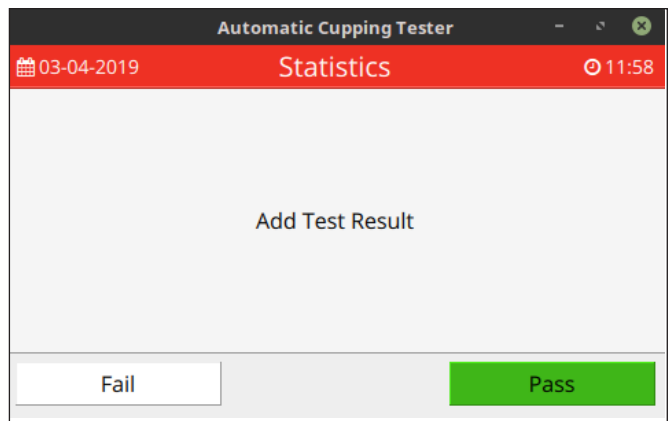 Automatic Cupping Tester
03-04-2019 Statistics 11:58
Add Test Result
Fail Pass